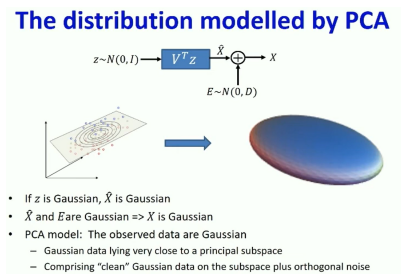 The distribution modelled by PCA
z~N(0, I) V^T z X̂ + X
E~N(0, D)
• If z is Gaussian, X̂ is Gaussian
• X̂ and Eare Gaussian => X is Gaussian
• PCA model: The observed data are Gaussian
– Gaussian data lying very close to a principal subspace
– Comprising "clean" Gaussian data on the subspace plus orthogonal noise